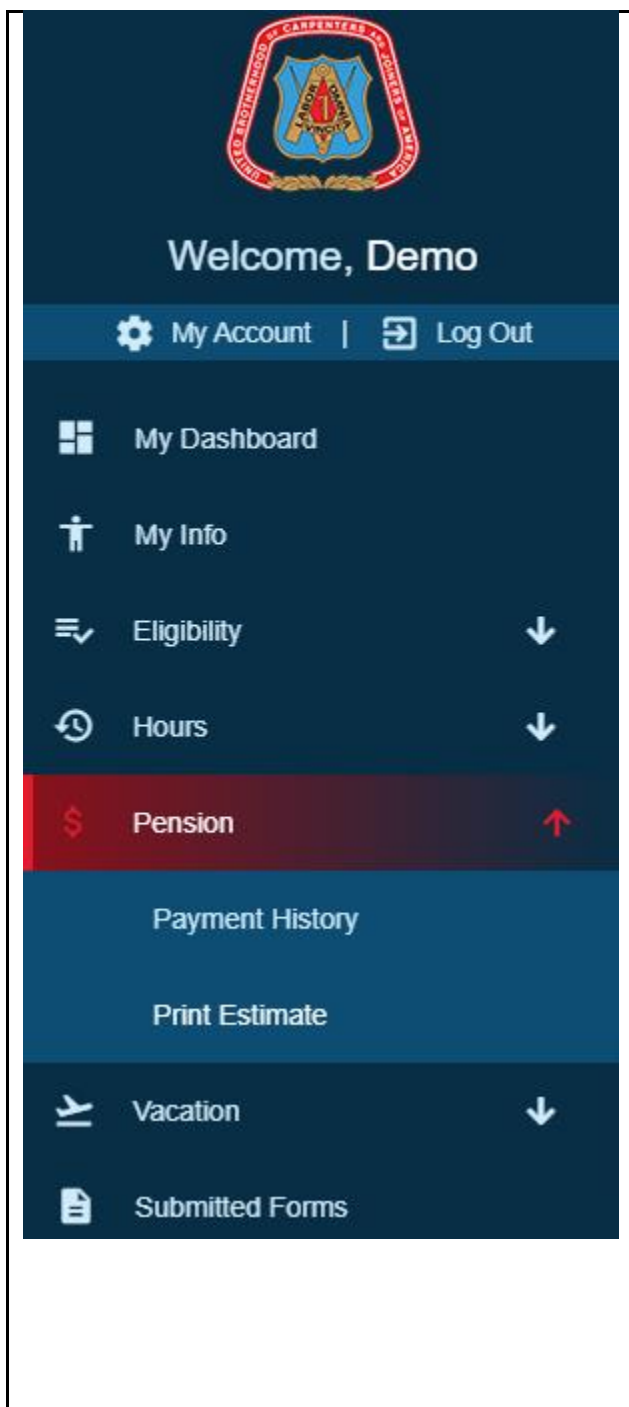 UNITED BROTHERHOOD OF CARPENTERS AND JOINERS OF AMERICA
LABOR OMNIA VINCIT
Welcome, Demo
My Account | Log Out
My Dashboard
My Info
Eligibility
Hours
$ Pension
Payment History
Print Estimate
Vacation
Submitted Forms